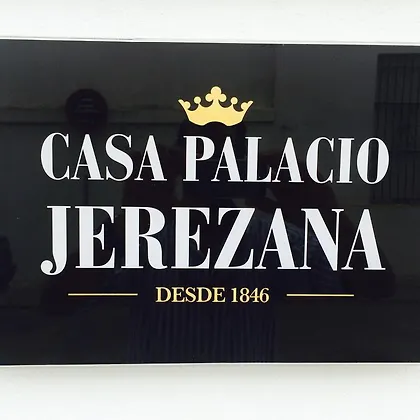 CASA PALACIO
JEREZANA
DESDE 1846